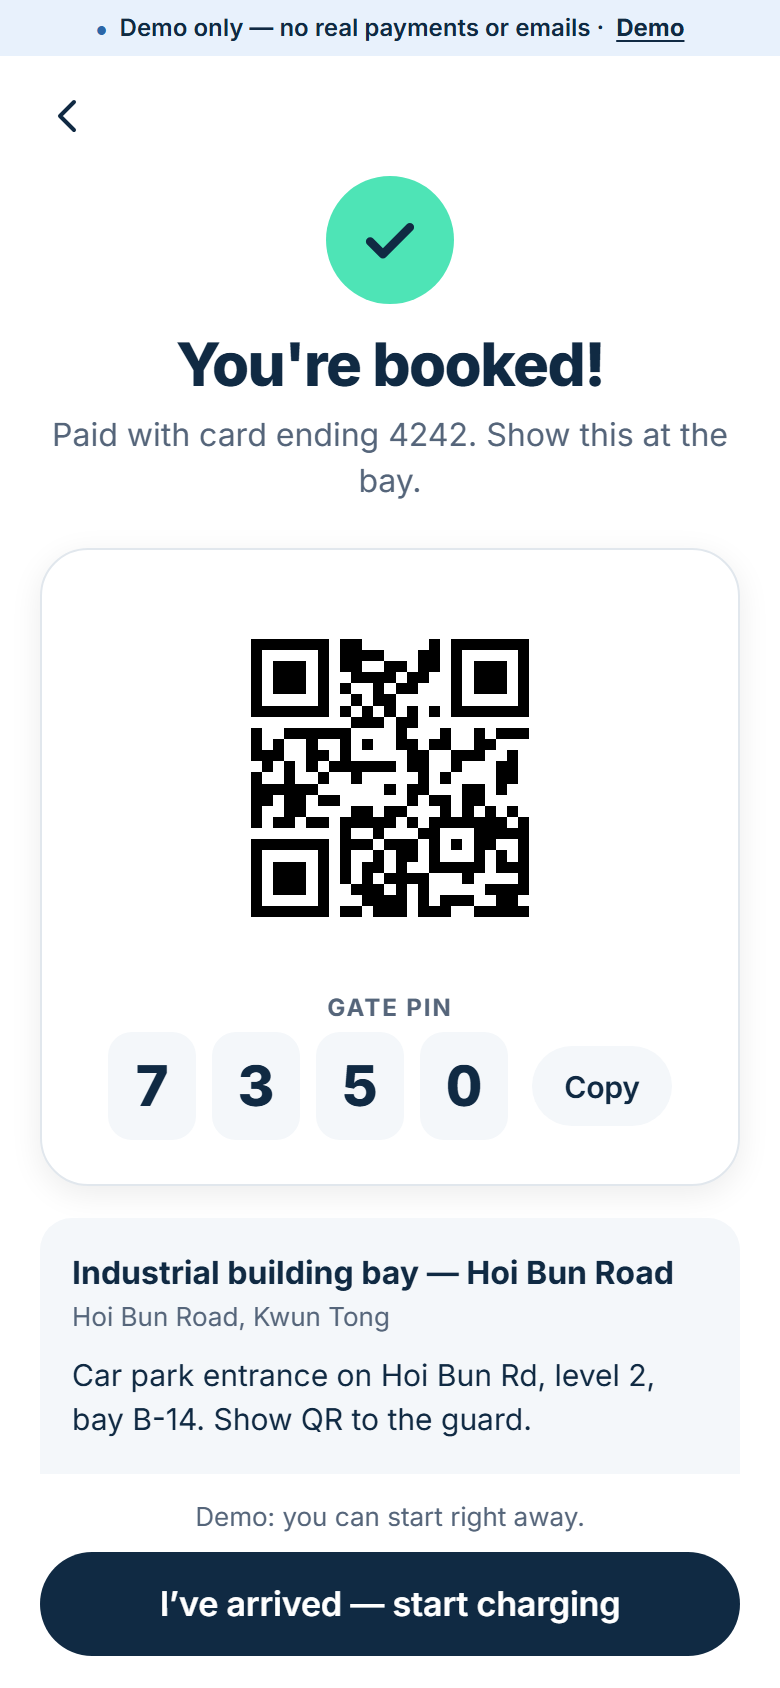 Demo only — no real payments or emails · Demo
You're booked!
Paid with card ending 4242. Show this at the
bay.
GATE PIN
7 3 5 0 Copy
Industrial building bay — Hoi Bun Road
Hoi Bun Road, Kwun Tong
Car park entrance on Hoi Bun Rd, level 2,
bay B-14. Show QR to the guard.
Demo: you can start right away.
I’ve arrived — start charging